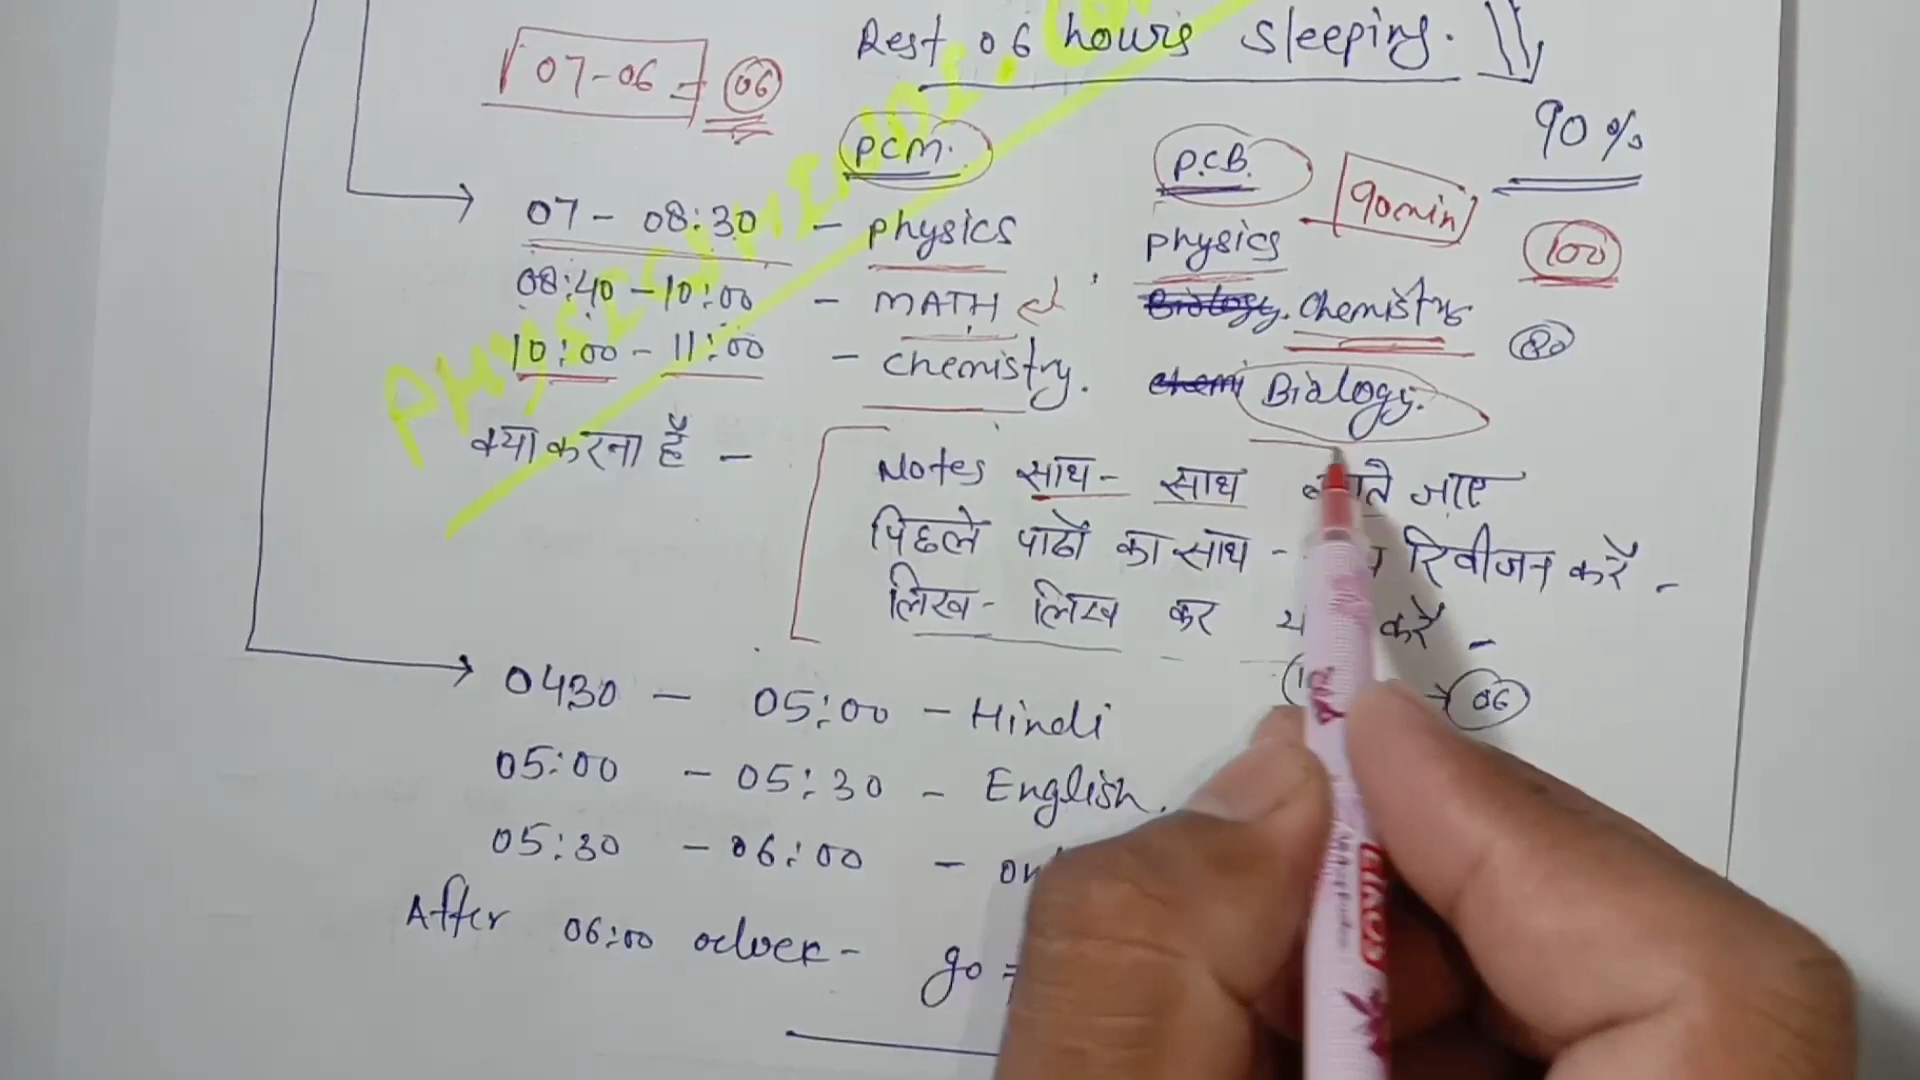 Rest 06 hours sleeping.
07-06 = 06
90%
PCM.
P.C.B.
90min
07 - 08:30 - physics
physics
100
08:40 - 10:00 - MATH
Biology. Chemistry
10:00 - 11:00 - chemistry.
chemi Biology.
80
क्या करना है -
Notes साथ - साथ जाए
पिछले पाठों का साथ - रिवीजन करें -
लिख - लिख कर करें -
06
0430 - 05:00 - Hindi
05:00 - 05:30 - English.
05:30 - 06:00 -
After 06:00 oclock - go